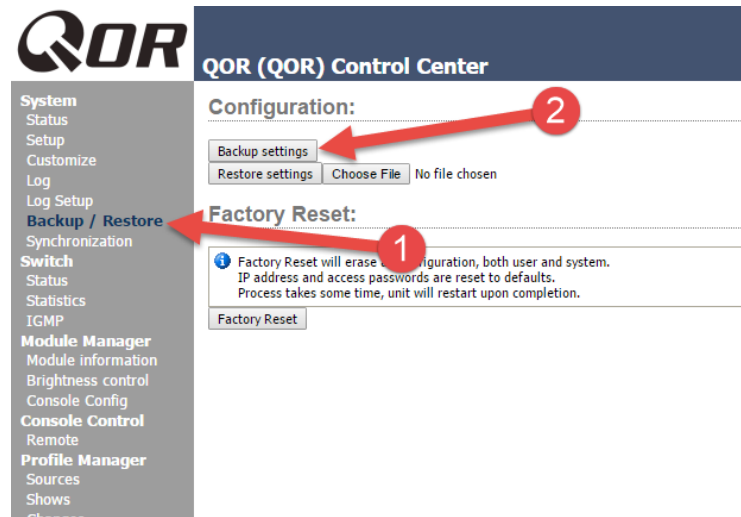 QOR
QOR (QOR) Control Center
System
Status
Setup
Customize
Log
Log Setup
Backup / Restore
Synchronization
Switch
Status
Statistics
IGMP
Module Manager
Module information
Brightness control
Console Config
Console Control
Remote
Profile Manager
Sources
Shows
Configuration:
2
Backup settings
Restore settings Choose File No file chosen
Factory Reset:
1
Factory Reset will erase configuration, both user and system.
IP address and access passwords are reset to defaults.
Process takes some time, unit will restart upon completion.
Factory Reset